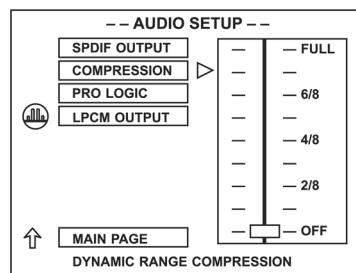 -- AUDIO SETUP --
SPDIF OUTPUT
COMPRESSION
PRO LOGIC
LPCM OUTPUT
FULL
6/8
4/8
2/8
OFF
MAIN PAGE
DYNAMIC RANGE COMPRESSION